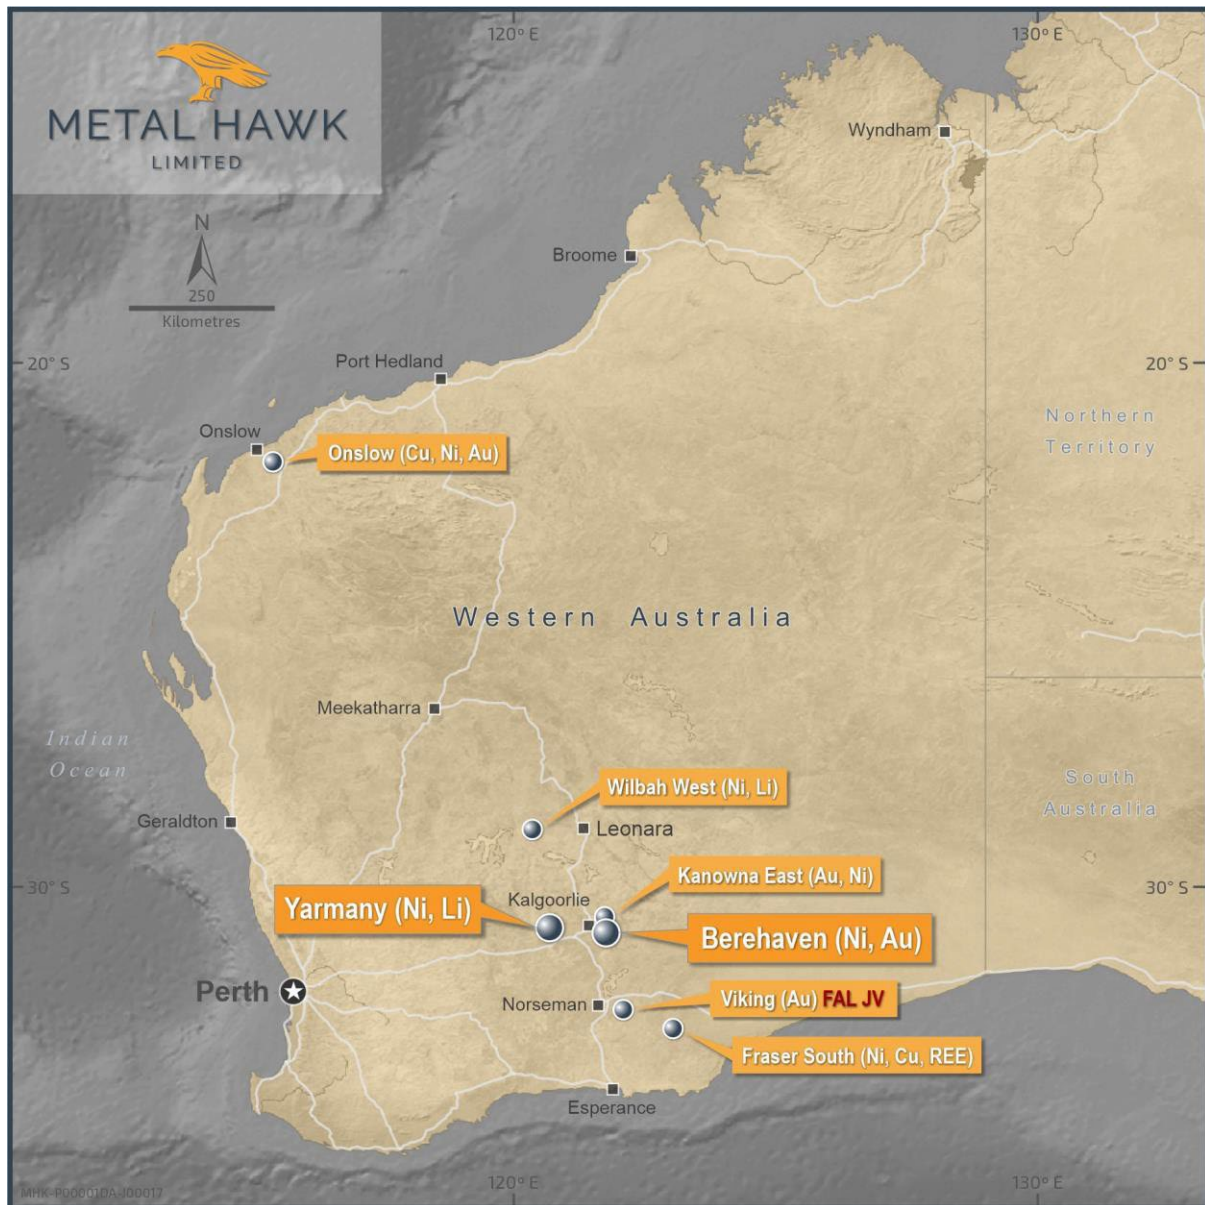 120° E
130° E
METAL HAWK
LIMITED
Wyndham
N
250
Kilometres
Broome
20° S
Port Hedland
20° S
Northern
Territory
Onslow
Onslow (Cu, Ni, Au)
Western Australia
Meekatharra
Indian
Ocean
South
Australia
Wilbah West (Ni, Li)
Geraldton
Leonara
30° S
Kanowna East (Au, Ni)
30° S
Kalgoorlie
Yarmany (Ni, Li)
Berehaven (Ni, Au)
Perth
Norseman
Viking (Au) FAL JV
Fraser South (Ni, Cu, REE)
Esperance
120° E
130° E
MHK-P00001DA-J00017